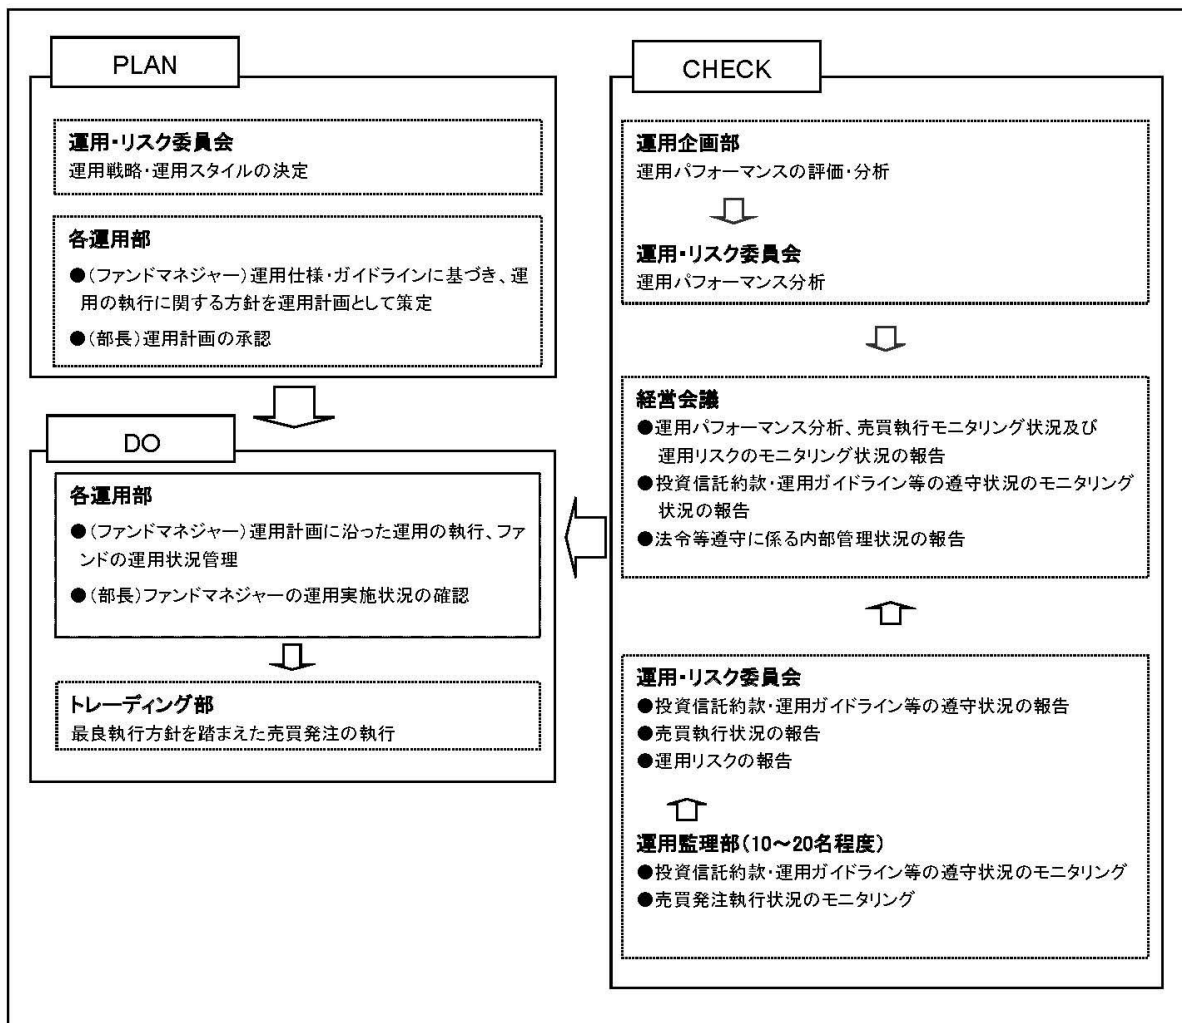 PLAN
運用・リスク委員会
運用戦略・運用スタイルの決定
各運用部
●(ファンドマネジャー)運用仕様・ガイドラインに基づき、運
用の執行に関する方針を運用計画として策定
●(部長)運用計画の承認
DO
各運用部
●(ファンドマネジャー)運用計画に沿った運用の執行、ファ
ンドの運用状況管理
●(部長)ファンドマネジャーの運用実施状況の確認
トレーディング部
最良執行方針を踏まえた売買発注の執行
CHECK
運用企画部
運用パフォーマンスの評価・分析
運用・リスク委員会
運用パフォーマンス分析
経営会議
●運用パフォーマンス分析、売買執行モニタリング状況及び
運用リスクのモニタリング状況の報告
●投資信託約款・運用ガイドライン等の遵守状況のモニタリング
状況の報告
●法令等遵守に係る内部管理状況の報告
運用・リスク委員会
●投資信託約款・運用ガイドライン等の遵守状況の報告
●売買執行状況の報告
●運用リスクの報告
運用監理部(10～20名程度)
●投資信託約款・運用ガイドライン等の遵守状況のモニタリング
●売買発注執行状況のモニタリング